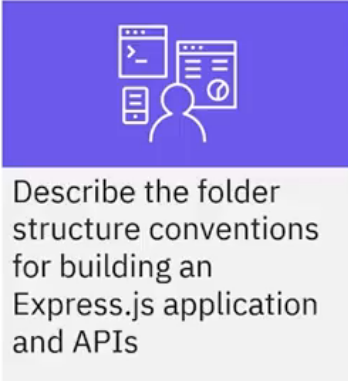 Describe the folder
structure conventions
for building an
Express.js application
and APIs